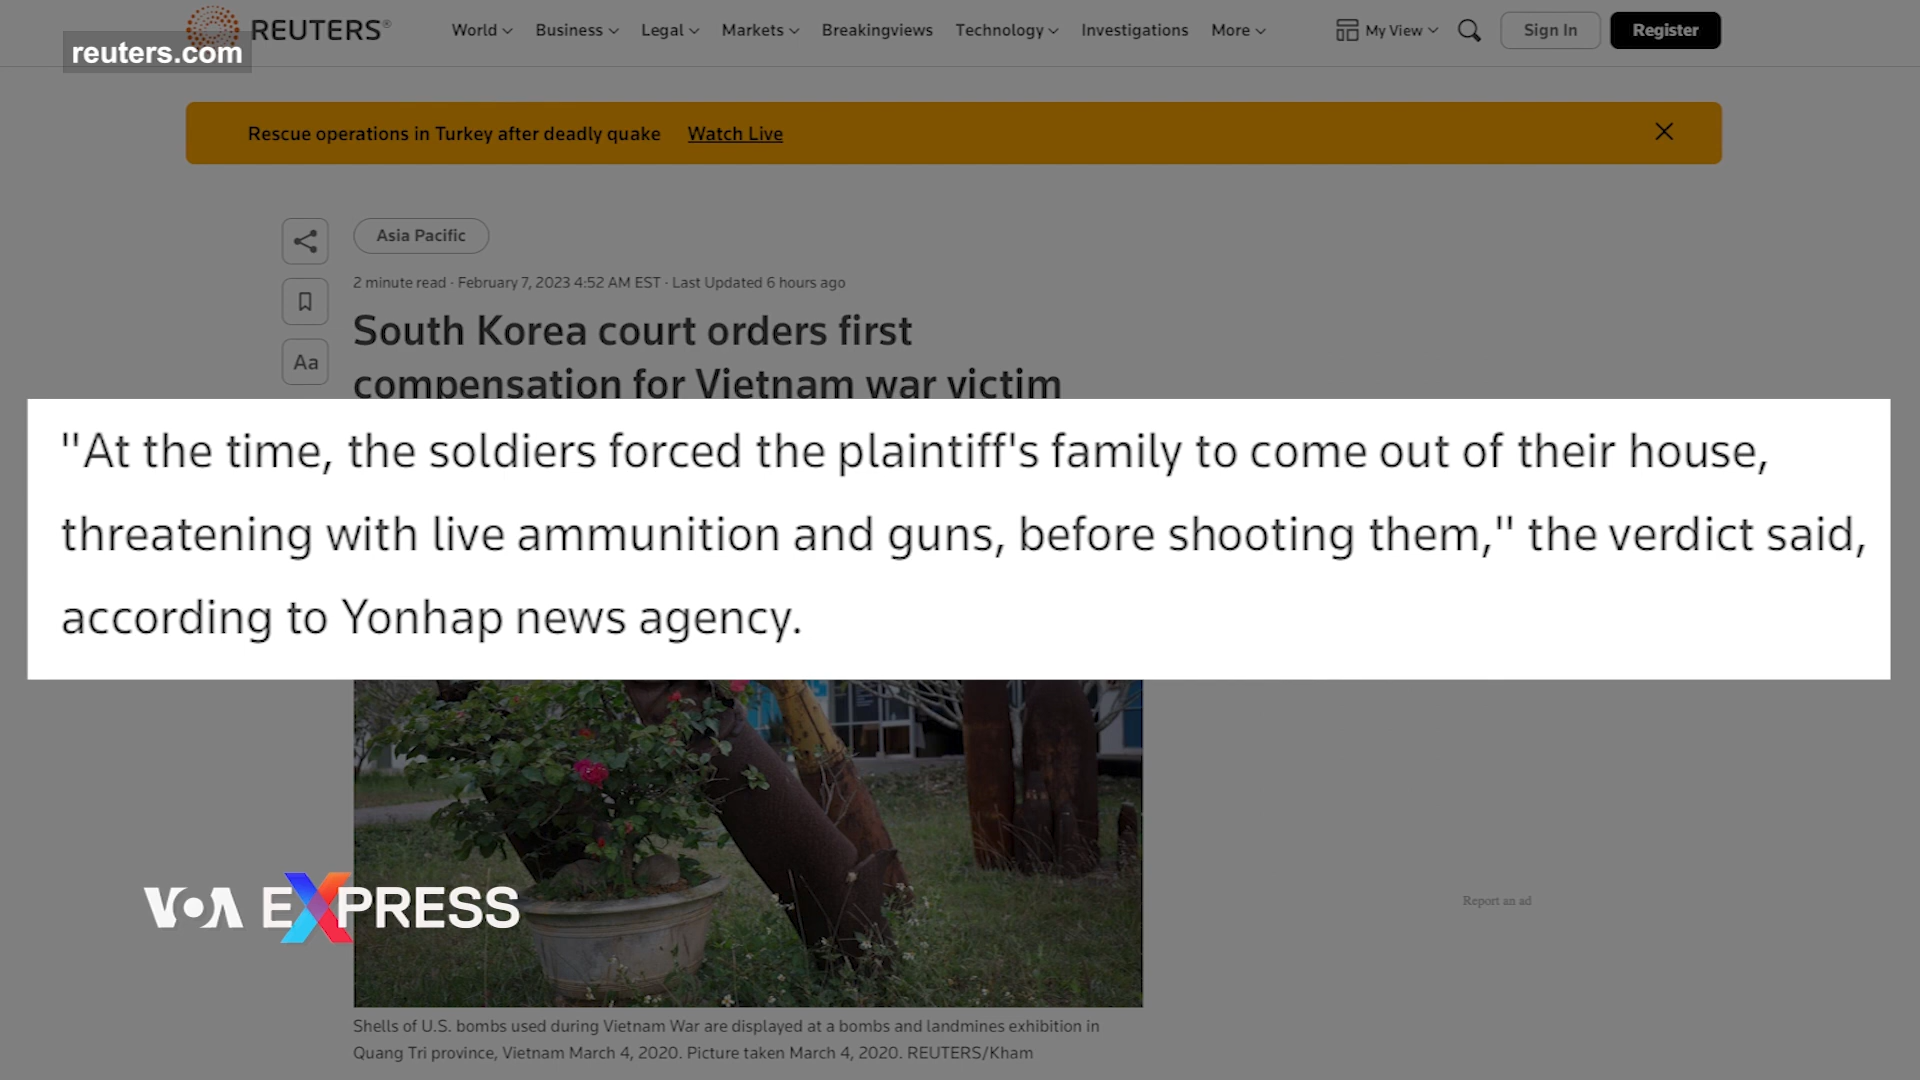 REUTERS®
reuters.com
World Business Legal Markets Breakingviews Technology Investigations More My View Sign In Register
Rescue operations in Turkey after deadly quake Watch Live
Asia Pacific
2 minute read · February 7, 2023 4:52 AM EST · Last Updated 6 hours ago
Aa
South Korea court orders first
compensation for Vietnam war victim
"At the time, the soldiers forced the plaintiff's family to come out of their house,
threatening with live ammunition and guns, before shooting them," the verdict said,
according to Yonhap news agency.
VOA EXPRESS
Report an ad
Shells of U.S. bombs used during Vietnam War are displayed at a bombs and landmines exhibition in
Quang Tri province, Vietnam March 4, 2020. Picture taken March 4, 2020. REUTERS/Kham